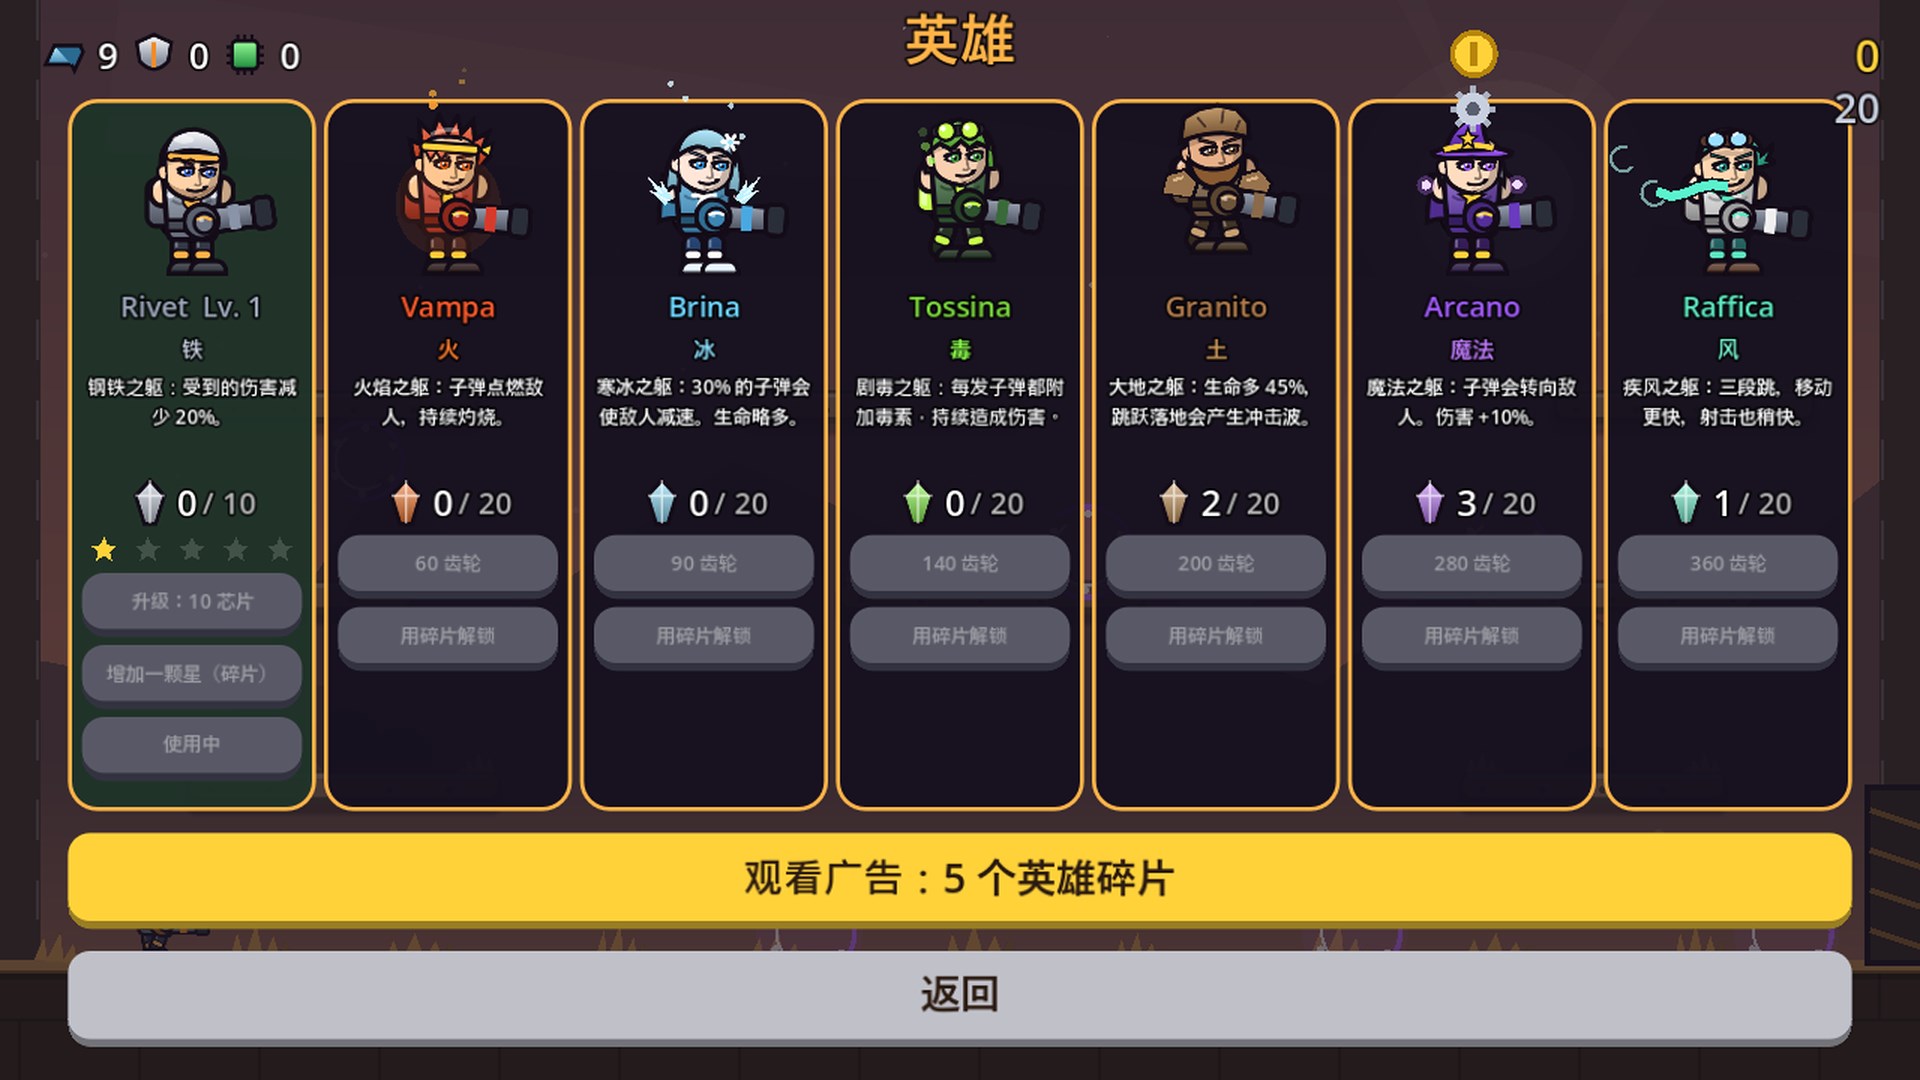 9 0 0
英雄
0
20
Rivet Lv. 1
铁
钢铁之躯：受到的伤害减
少 20%。
0 / 10
升级：10 芯片
增加一颗星（碎片）
使用中
Vampa
火
火焰之躯：子弹点燃敌
人，持续灼烧。
0 / 20
60 齿轮
用碎片解锁
Brina
冰
寒冰之躯：30% 的子弹会
使敌人减速。生命略多。
0 / 20
90 齿轮
用碎片解锁
Tossina
毒
剧毒之躯：每发子弹都附
加毒素，持续造成伤害。
0 / 20
140 齿轮
用碎片解锁
Granito
土
大地之躯：生命多 45%，
跳跃落地会产生冲击波。
2 / 20
200 齿轮
用碎片解锁
Arcano
魔法
魔法之躯：子弹会转向敌
人。伤害 +10%。
3 / 20
280 齿轮
用碎片解锁
Raffica
风
疾风之躯：三段跳，移动
更快，射击也稍快。
1 / 20
360 齿轮
用碎片解锁
观看广告：5 个英雄碎片
返回